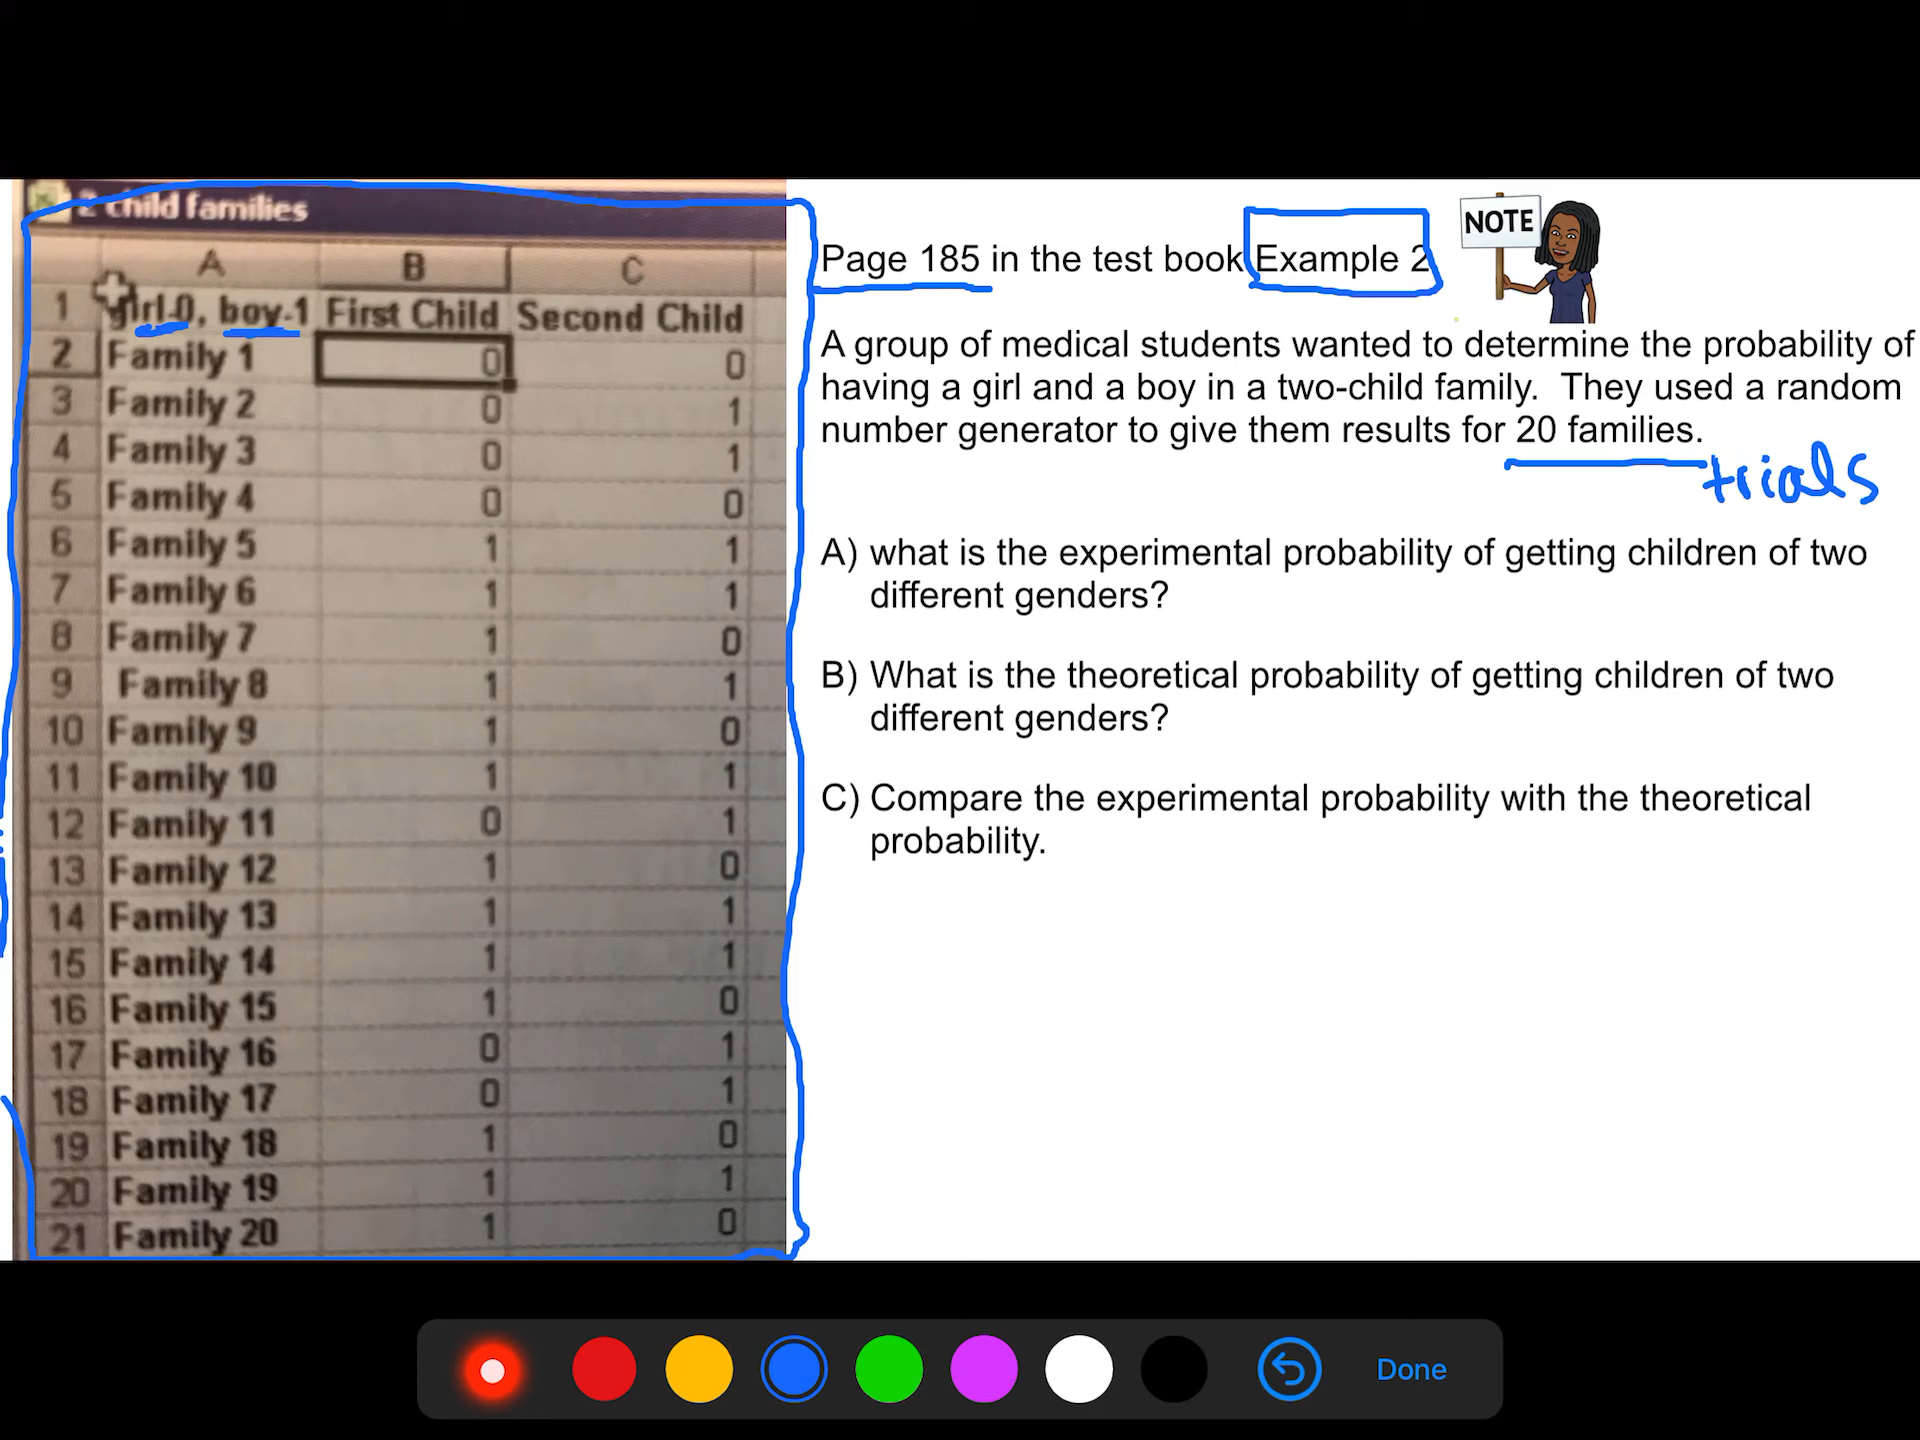 2 child families
A B C
1 girl-0, boy-1 First Child Second Child
2 Family 1 0 0
3 Family 2 0 1
4 Family 3 0 1
5 Family 4 0 0
6 Family 5 1 1
7 Family 6 1 1
8 Family 7 1 0
9 Family 8 1 1
10 Family 9 1 0
11 Family 10 1 1
12 Family 11 0 1
13 Family 12 1 0
14 Family 13 1 1
15 Family 14 1 1
16 Family 15 1 0
17 Family 16 0 1
18 Family 17 0 1
19 Family 18 1 0
20 Family 19 1 1
21 Family 20 1 0
NOTE
Page 185 in the test book Example 2
A group of medical students wanted to determine the probability of
having a girl and a boy in a two-child family. They used a random
number generator to give them results for 20 families.
trials
A) what is the experimental probability of getting children of two
different genders?
B) What is the theoretical probability of getting children of two
different genders?
C) Compare the experimental probability with the theoretical
probability.
Done